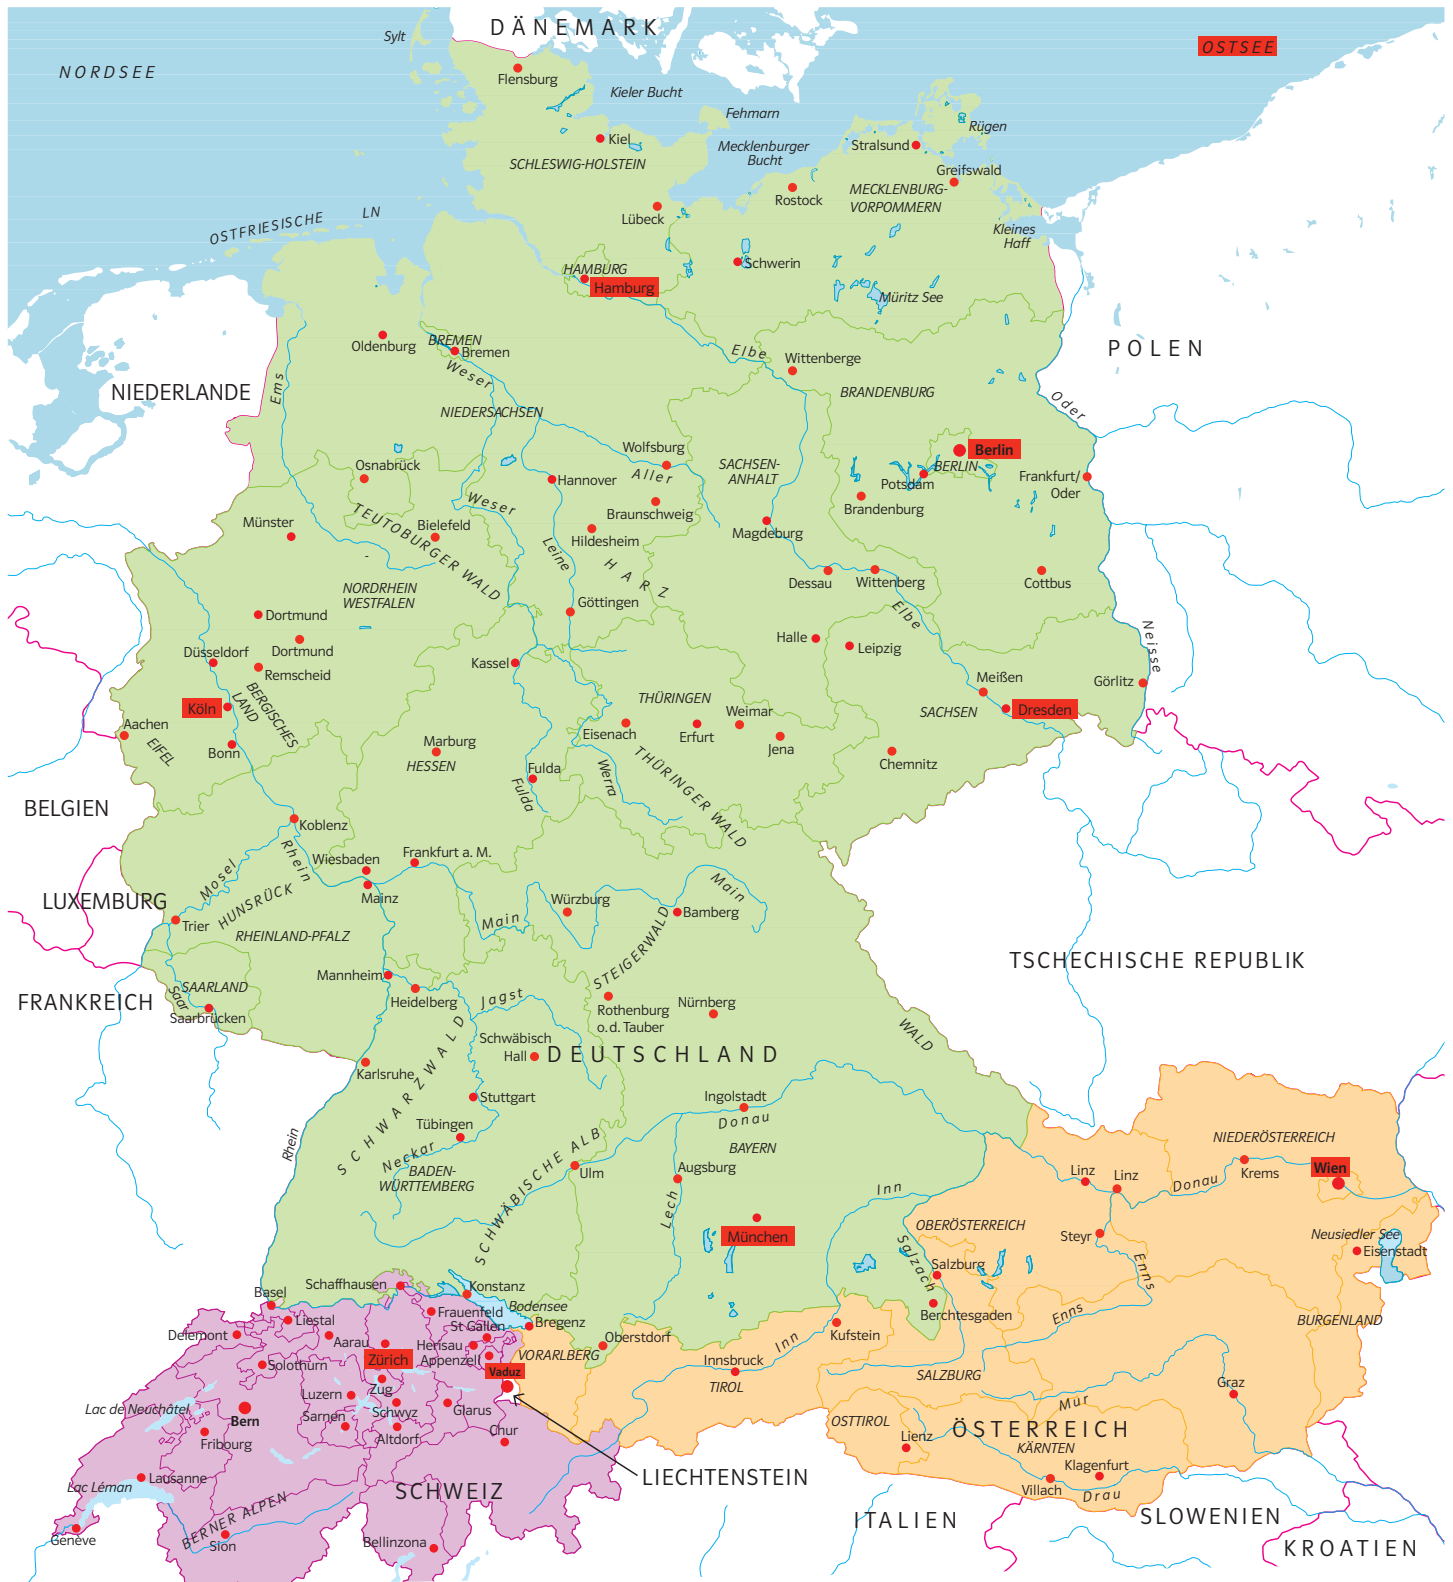 DÄNEMARK
Sylt
OSTSEE
NORDSEE
Flensburg
Kieler Bucht
Fehmarn
Rügen
Kiel
Mecklenburger
Bucht
Stralsund
SCHLESWIG-HOLSTEIN
Greifswald
MECKLENBURG-
VORPOMMERN
Rostock
Lübeck
OSTFRIESISCHE
LN
Kleines
Haff
Schwerin
HAMBURG
Hamburg
Müritz See
Oldenburg
BREMEN
Bremen
Weser
Elbe
Wittenberge
POLEN
NIEDERLANDE
Ems
BRANDENBURG
Oder
NIEDERSACHSEN
Wolfsburg
Berlin
BERLIN
Osnabrück
Aller
SACHSEN-
ANHALT
Hannover
Potsdam
Frankfurt/
Oder
Weser
Braunschweig
Brandenburg
Münster
TEUTOBURGER WALD
Bielefeld
Hildesheim
Magdeburg
Leine
HARZ
-
NORDRHEIN
WESTFALEN
Dessau
Wittenberg
Cottbus
Göttingen
Elbe
Dortmund
Neisse
Düsseldorf
Dortmund
Halle
Leipzig
Kassel
Remscheid
Meißen
Görlitz
Köln
BERGISCHES
LAND
THÜRINGEN
Weimar
SACHSEN
Dresden
Aachen
EIFEL
Bonn
Marburg
HESSEN
Eisenach
Erfurt
Jena
Chemnitz
Fulda
Fulda
Werra
THÜRINGER WALD
BELGIEN
Koblenz
Rhein
Mosel
Wiesbaden
Frankfurt a. M.
Mainz
LUXEMBURG
HUNSRÜCK
Trier
Main
Würzburg
Main
Bamberg
RHEINLAND-PFALZ
STEIGERWALD
TSCHECHISCHE REPUBLIK
Mannheim
SAARLAND
Saar
FRANKREICH
Heidelberg
Jagst
Rothenburg
o.d. Tauber
Nürnberg
Saarbrücken
WALD
Schwäbisch
Hall
DEUTSCHLAND
Karlsruhe
SCHWARZWALD
Stuttgart
Ingolstadt
Donau
Tübingen
Neckar
Rhein
SCHWÄBISCHE ALB
BAYERN
NIEDERÖSTERREICH
BADEN-
WÜRTTEMBERG
Ulm
Augsburg
Linz
Linz
Donau
Krems
Wien
Inn
Lech
München
OBERÖSTERREICH
Steyr
Neusiedler See
Eisenstadt
Salzach
Salzburg
Enns
Schaffhausen
Konstanz
Basel
Bodensee
Berchtesgaden
Enns
Liestal
Frauenfeld
St Gallen
Bregenz
BURGENLAND
Delemont
Aarau
Herisau
Oberstdorf
Kufstein
Inn
Solothurn
Zürich
Appenzell
VORARLBERG
Innsbruck
TIROL
SALZBURG
Vaduz
Graz
Luzern
Zug
Mur
Lac de Neuchâtel
Bern
Sarnen
Schwyz
Glarus
OSTTIROL
ÖSTERREICH
Fribourg
Altdorf
Chur
Lienz
KÄRNTEN
Klagenfurt
Lausanne
Lac Léman
SCHWEIZ
LIECHTENSTEIN
Villach
Drau
BERNER ALPEN
ITALIEN
SLOWENIEN
Genève
Sion
Bellinzona
KROATIEN